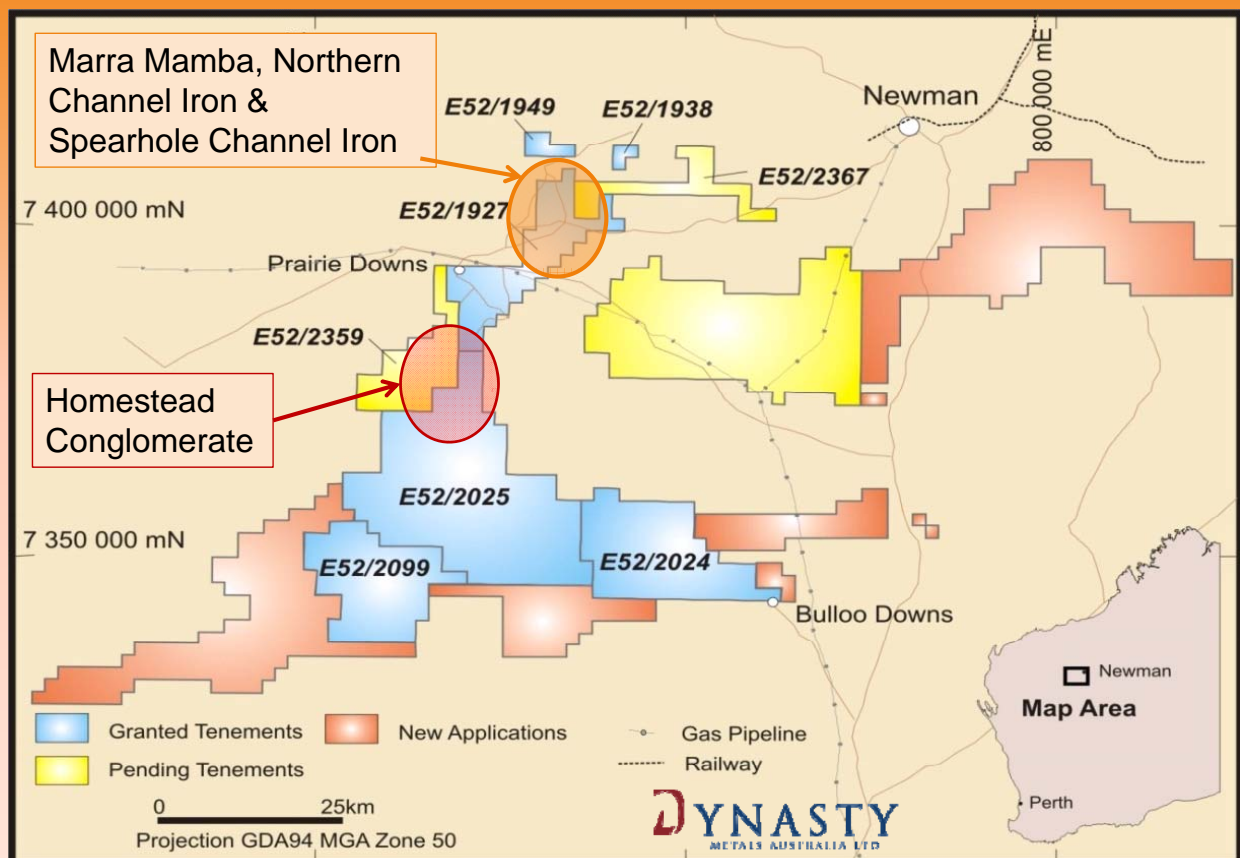 Marra Mamba, Northern
Channel Iron &
Spearhole Channel Iron
E52/1949
E52/1938
Newman
800 000 mE
E52/2367
7 400 000 mN
E52/1927
Prairie Downs
E52/2359
Homestead
Conglomerate
E52/2025
7 350 000 mN
E52/2099
E52/2024
Bulloo Downs
Newman
Map Area
Perth
Granted Tenements
New Applications
Gas Pipeline
Pending Tenements
Railway
0 25km
Projection GDA94 MGA Zone 50
DYNASTY
METALS AUSTRALIA LTD